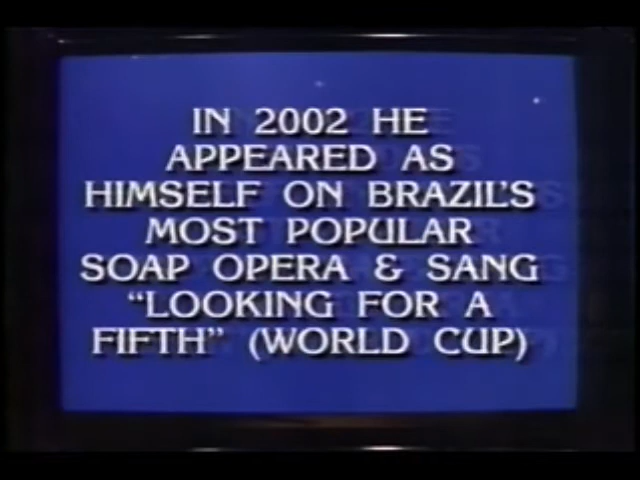 IN 2002 HE
APPEARED AS
HIMSELF ON BRAZIL'S
MOST POPULAR
SOAP OPERA & SANG
“LOOKING FOR A
FIFTH” (WORLD CUP)